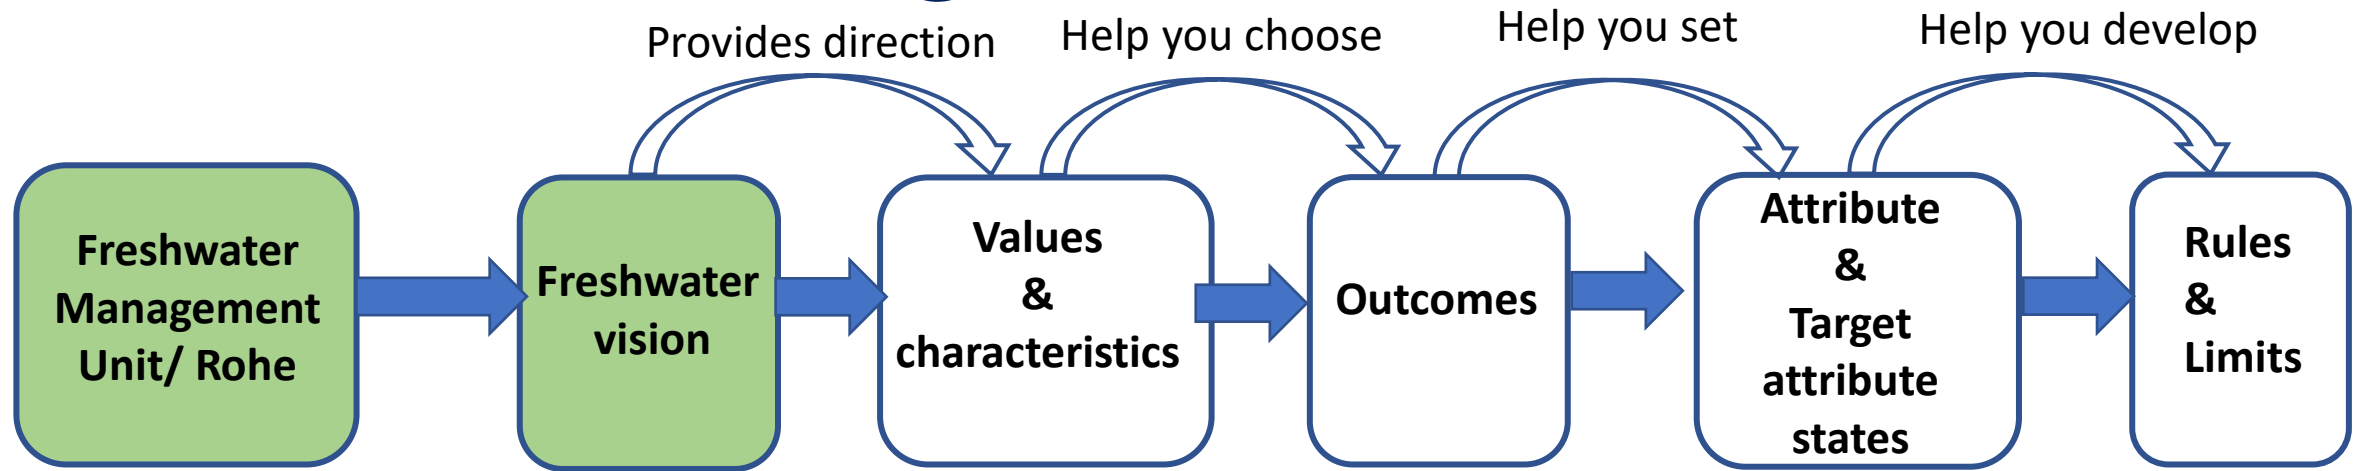 Provides direction
Help you choose
Help you set
Help you develop
Freshwater
Management
Unit/ Rohe
Freshwater
vision
Values
&
characteristics
Outcomes
Attribute
&
Target
attribute
states
Rules
&
Limits